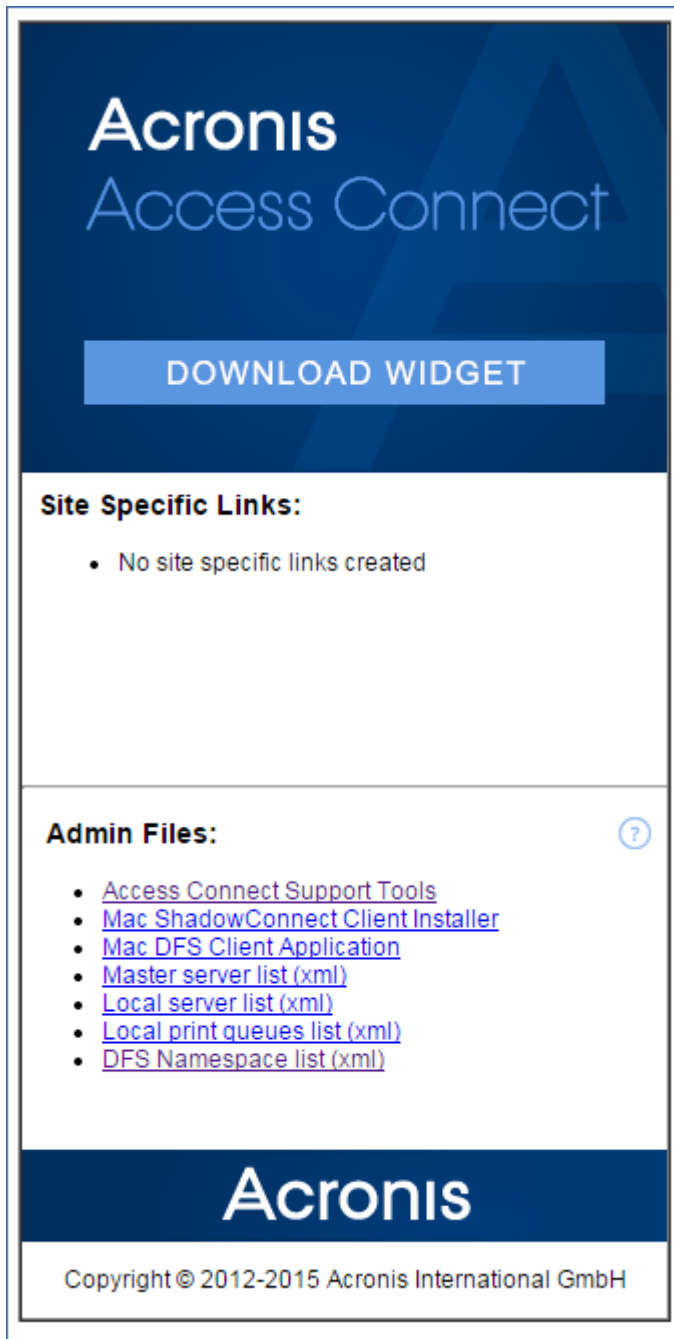 Acronis
Access Connect
DOWNLOAD WIDGET
Site Specific Links:
• No site specific links created
Admin Files:
?
• Access Connect Support Tools
• Mac ShadowConnect Client Installer
• Mac DFS Client Application
• Master server list (xml)
• Local server list (xml)
• Local print queues list (xml)
• DFS Namespace list (xml)
Acronis
Copyright © 2012-2015 Acronis International GmbH